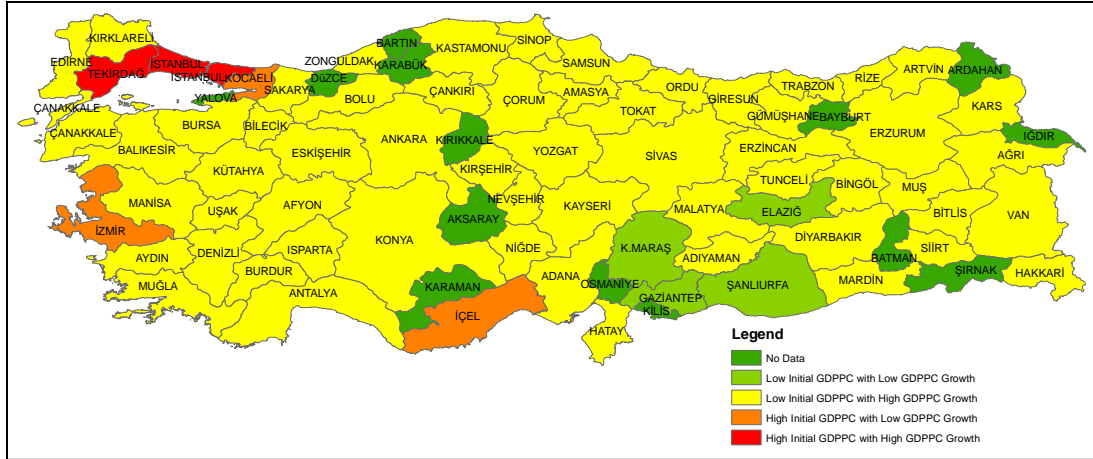 KIRKLARELİ
EDİRNE
TEKİRDAĞ
İSTANBUL
İSTANBUL
KOCAELİ
YALOVA
SAKARYA
DüZCE
ZONGULDAK
BARTIN
KARABÜK
KASTAMONU
SİNOP
SAMSUN
ÇANKIRI
BOLU
ÇORUM
AMASYA
ORDU
TOKAT
GİRESUN
TRABZON
RİZE
ARTVİN
ARDAHAN
GÜMÜŞHANE
BAYBURT
KARS
IĞDIR
ERZURUM
AĞRI
ÇANAKKALE
ÇANAKKALE
BURSA
BİLECİK
BALIKESİR
ESKİŞEHİR
ANKARA
KIRIKKALE
YOZGAT
SİVAS
ERZİNCAN
KÜTAHYA
KIRŞEHİR
TUNCELİ
BİNGÖL
MUŞ
MANİSA
UŞAK
AFYON
NEVŞEHİR
KAYSERİ
MALATYA
ELAZIĞ
BİTLİS
VAN
İZMİR
AKSARAY
KONYA
DİYARBAKIR
BATMAN
SİİRT
AYDIN
DENİZLİ
ISPARTA
NİĞDE
K.MARAŞ
ADIYAMAN
MARDİN
ŞIRNAK
HAKKARİ
MUĞLA
BURDUR
ANTALYA
KARAMAN
ADANA
OSMANİYE
GAZİANTEP
ŞANLIURFA
KİLİS
İÇEL
HATAY
Legend
No Data
Low Initial GDPPC with Low GDPPC Growth
Low Initial GDPPC with High GDPPC Growth
High Initial GDPPC with Low GDPPC Growth
High Initial GDPPC with High GDPPC Growth